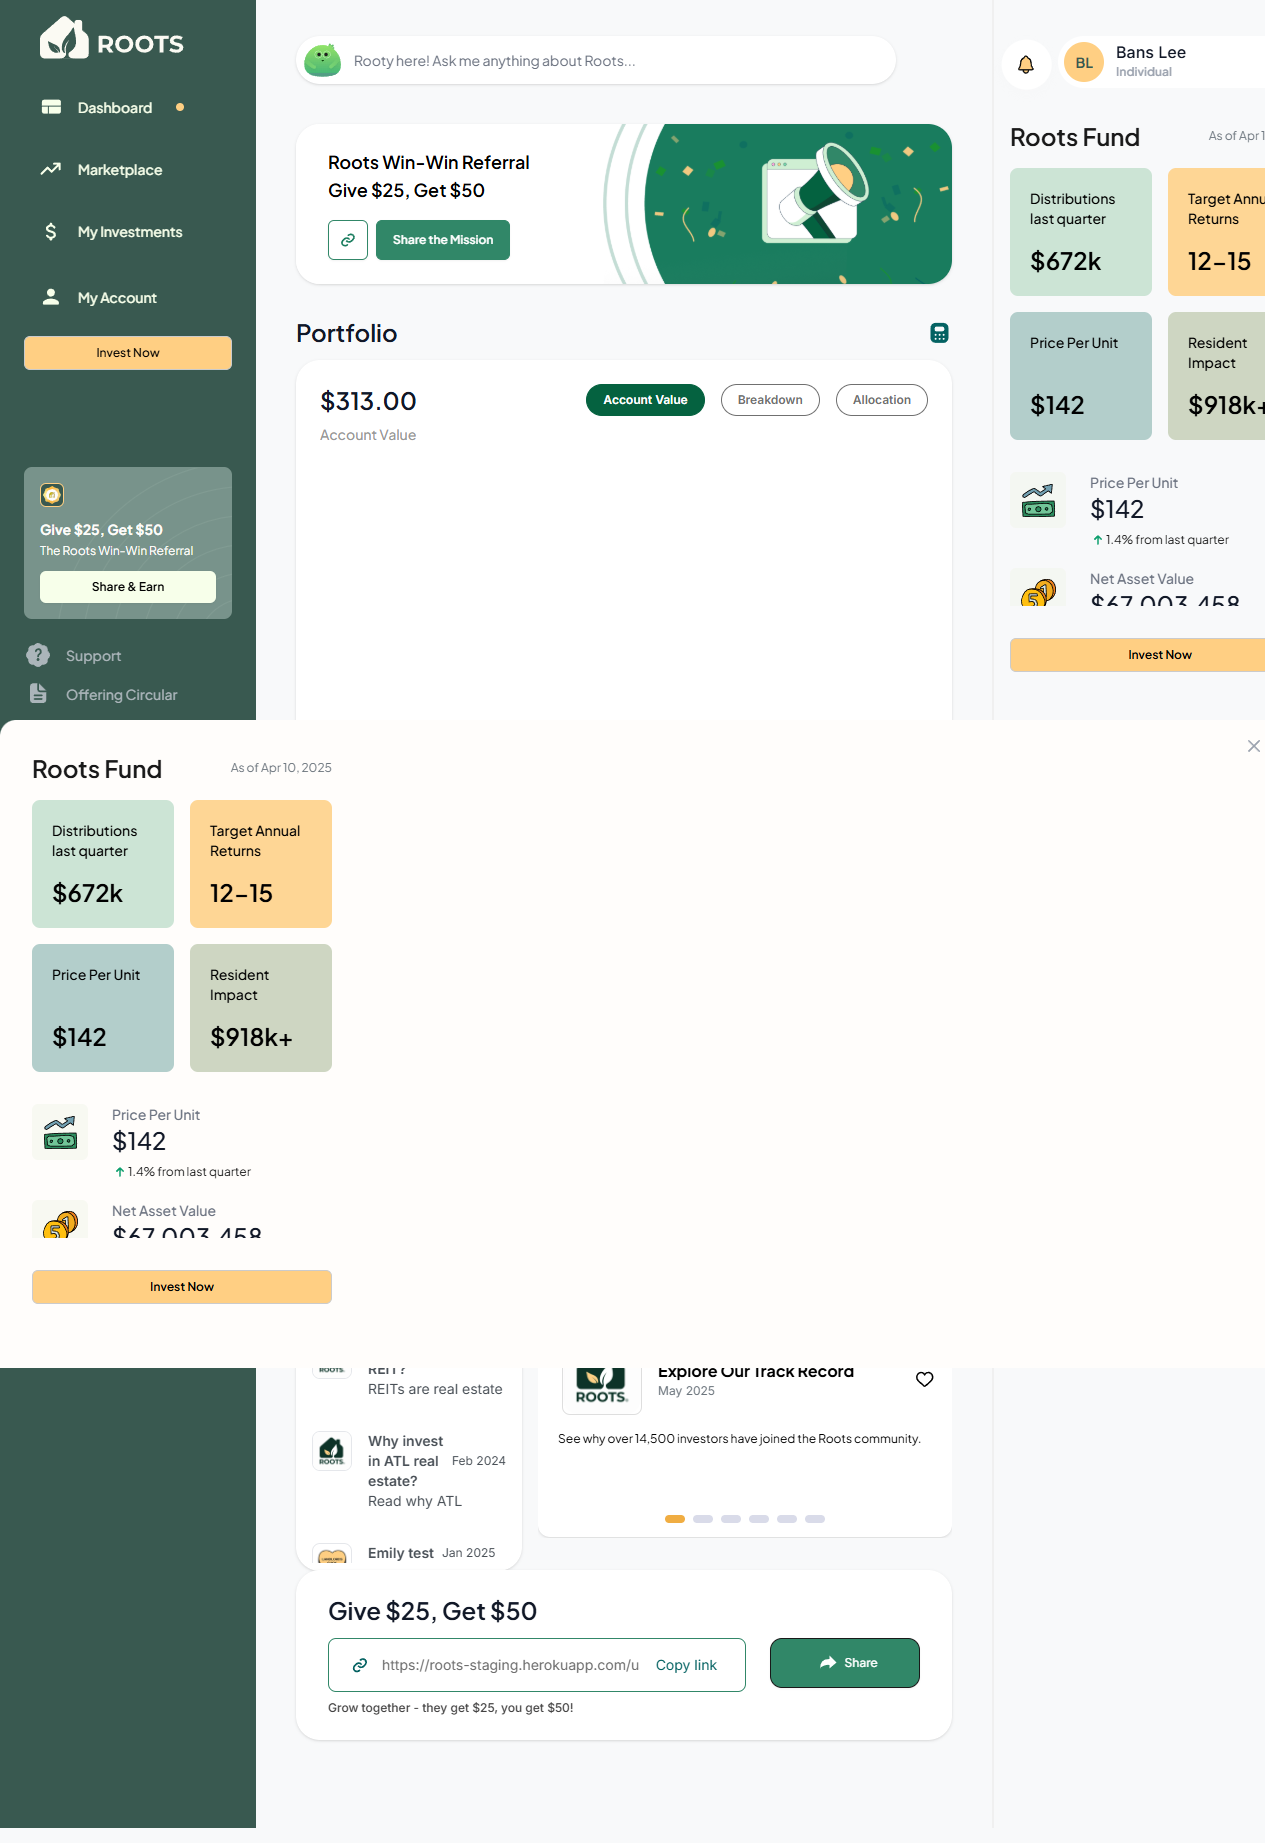 ROOTS
Dashboard
Marketplace
My Investments
My Account
Invest Now
Give $25, Get $50
The Roots Win-Win Referral
Share & Earn
Support
Offering Circular
Rooty here! Ask me anything about Roots...
Roots Win-Win Referral
Give $25, Get $50
Share the Mission
Portfolio
$313.00
Account Value
Account Value
Breakdown
Allocation
BL
Bans Lee
Individual
Roots Fund
As of Apr 1
Distributions
last quarter
$672k
Target Annu
Returns
12-15
Price Per Unit
$142
Resident
Impact
$918k+
Price Per Unit
$142
1.4% from last quarter
Net Asset Value
$67,003,458
Invest Now
Roots Fund
As of Apr 10, 2025
Distributions
last quarter
$672k
Target Annual
Returns
12-15
Price Per Unit
$142
Resident
Impact
$918k+
Price Per Unit
$142
1.4% from last quarter
Net Asset Value
$67,003,458
Invest Now
ROOTS
REIT?
REITs are real estate
ROOTS
Why invest
in ATL real
estate?
Feb 2024
Read why ATL
Emily test
Jan 2025
ROOTS
Explore Our Track Record
May 2025
See why over 14,500 investors have joined the Roots community.
Give $25, Get $50
https://roots-staging.herokuapp.com/u
Copy link
Share
Grow together - they get $25, you get $50!